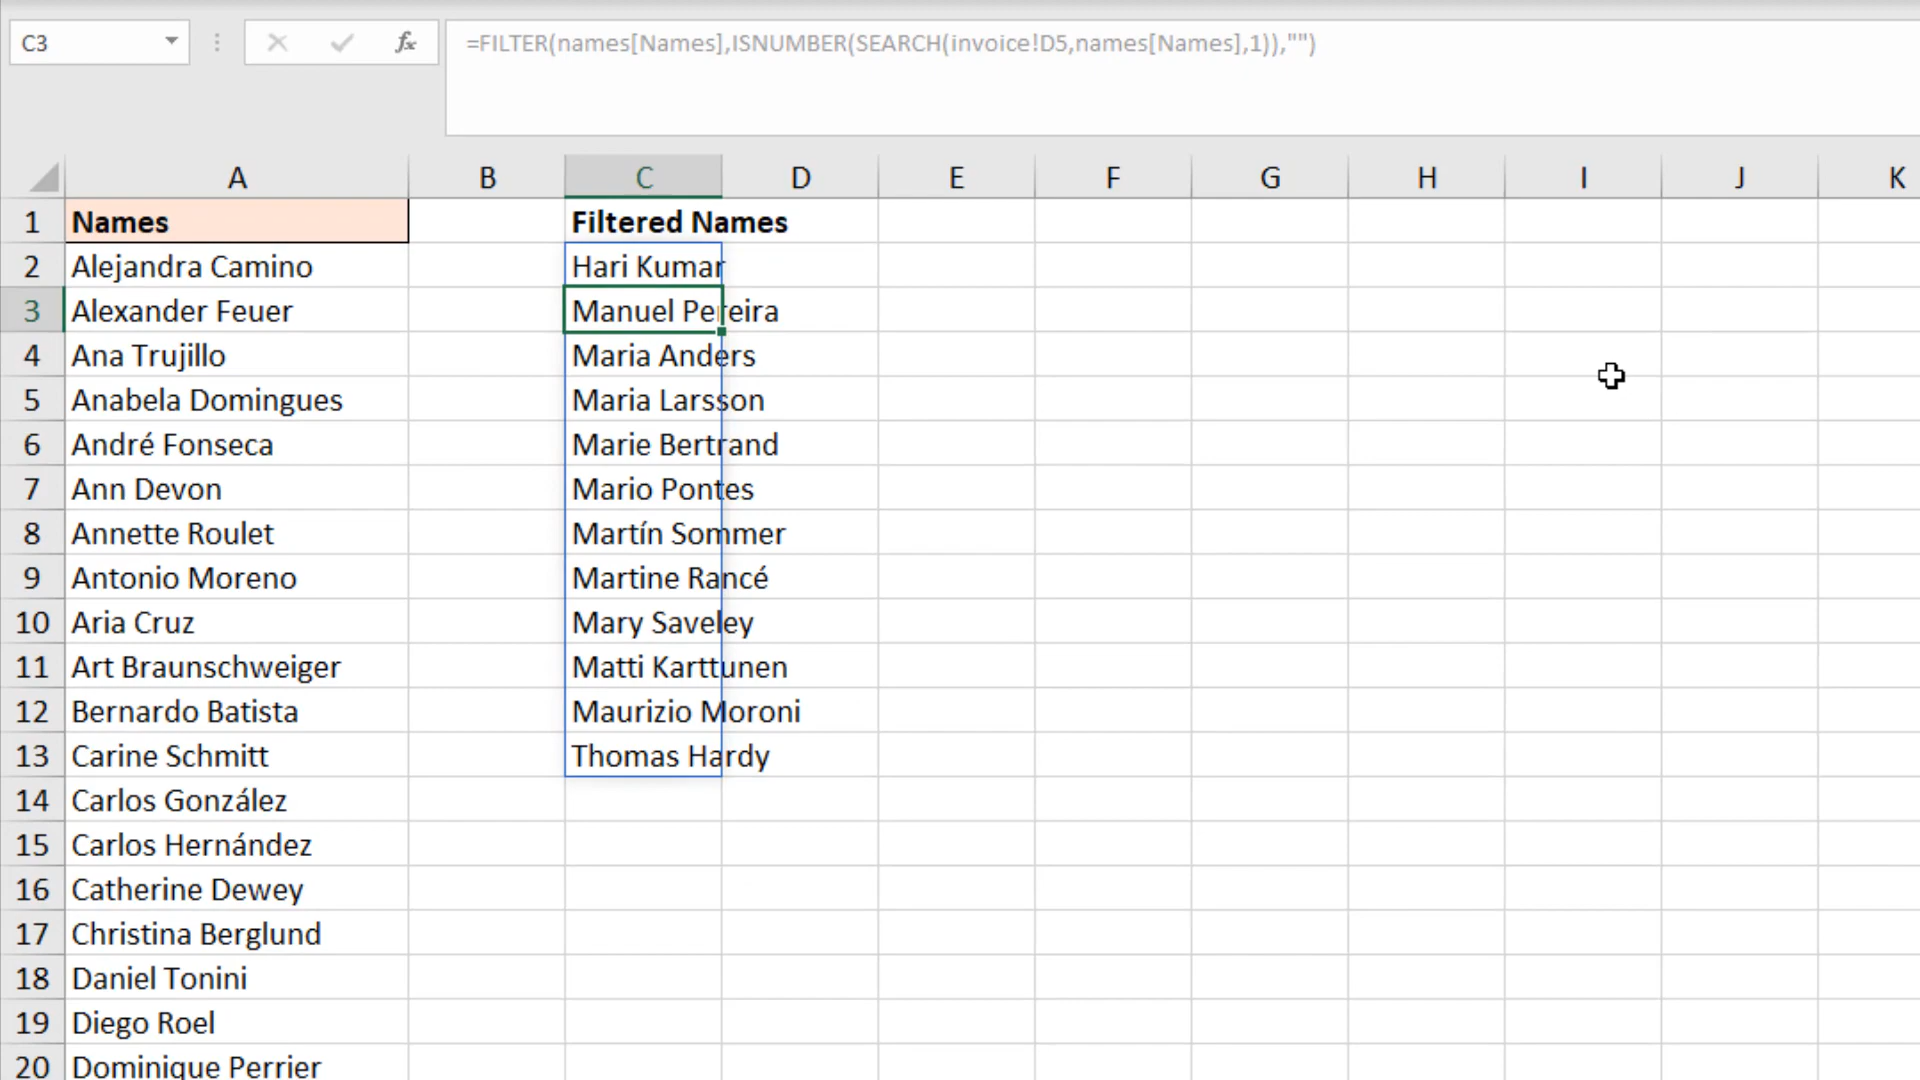 C3 fx =FILTER(names[Names],ISNUMBER(SEARCH(invoice!D5,names[Names],1)),"")
A B C D E F G H I J K
1 Names Filtered Names
2 Alejandra Camino Hari Kumar
3 Alexander Feuer Manuel Pereira
4 Ana Trujillo Maria Anders
5 Anabela Domingues Maria Larsson
6 André Fonseca Marie Bertrand
7 Ann Devon Mario Pontes
8 Annette Roulet Martín Sommer
9 Antonio Moreno Martine Rancé
10 Aria Cruz Mary Saveley
11 Art Braunschweiger Matti Karttunen
12 Bernardo Batista Maurizio Moroni
13 Carine Schmitt Thomas Hardy
14 Carlos González
15 Carlos Hernández
16 Catherine Dewey
17 Christina Berglund
18 Daniel Tonini
19 Diego Roel
20 Dominique Perrier